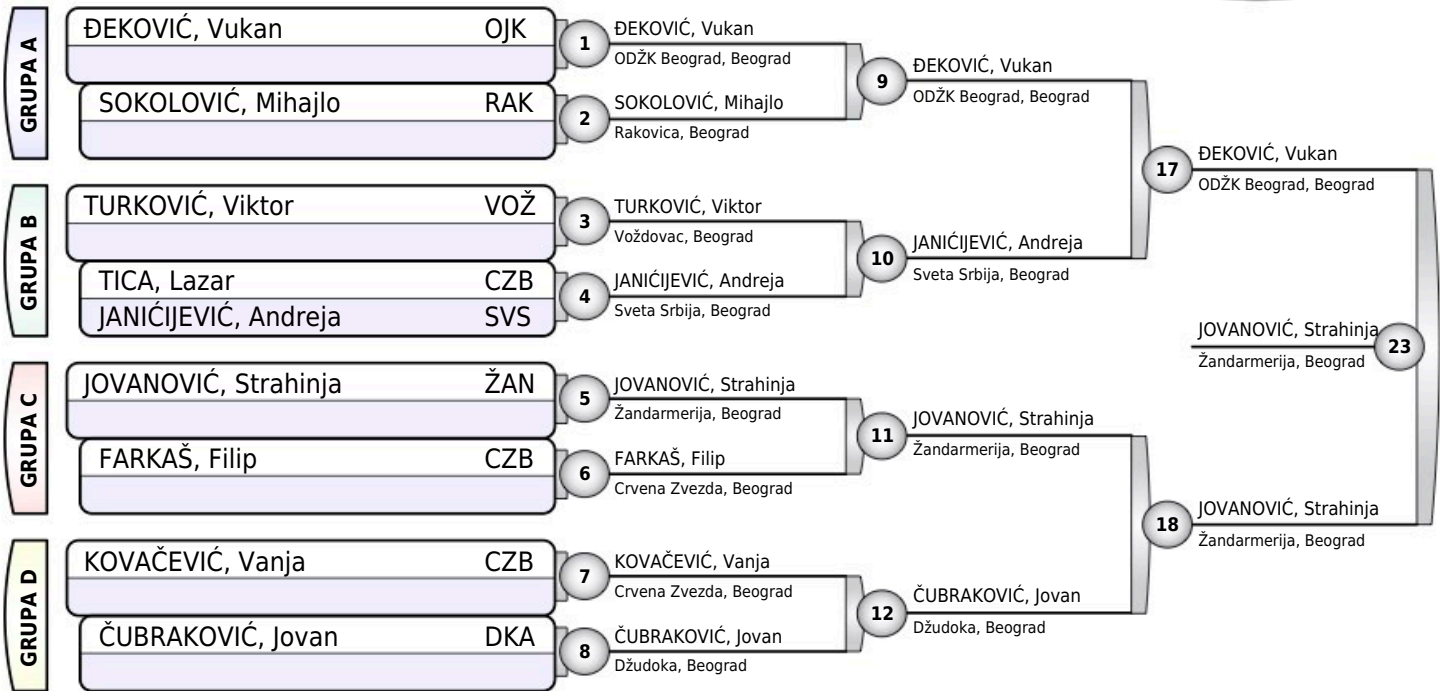 GRUPA A
ĐEKOVIĆ, Vukan OJK
SOKOLOVIĆ, Mihajlo RAK
GRUPA B
TURKOVIĆ, Viktor VOŽ
TICA, Lazar CZB
JANIĆIJEVIĆ, Andreja SVS
GRUPA C
JOVANOVIĆ, Strahinja ŽAN
FARKAŠ, Filip CZB
GRUPA D
KOVAČEVIĆ, Vanja CZB
ČUBRAKOVIĆ, Jovan DKA
1
ĐEKOVIĆ, Vukan
ODŽK Beograd, Beograd
2
SOKOLOVIĆ, Mihajlo
Rakovica, Beograd
3
TURKOVIĆ, Viktor
Voždovac, Beograd
4
JANIĆIJEVIĆ, Andreja
Sveta Srbija, Beograd
5
JOVANOVIĆ, Strahinja
Žandarmerija, Beograd
6
FARKAŠ, Filip
Crvena Zvezda, Beograd
7
KOVAČEVIĆ, Vanja
Crvena Zvezda, Beograd
8
ČUBRAKOVIĆ, Jovan
Džudoka, Beograd
9
ĐEKOVIĆ, Vukan
ODŽK Beograd, Beograd
10
JANIĆIJEVIĆ, Andreja
Sveta Srbija, Beograd
11
JOVANOVIĆ, Strahinja
Žandarmerija, Beograd
12
ČUBRAKOVIĆ, Jovan
Džudoka, Beograd
17
ĐEKOVIĆ, Vukan
ODŽK Beograd, Beograd
18
JOVANOVIĆ, Strahinja
Žandarmerija, Beograd
JOVANOVIĆ, Strahinja
Žandarmerija, Beograd
23